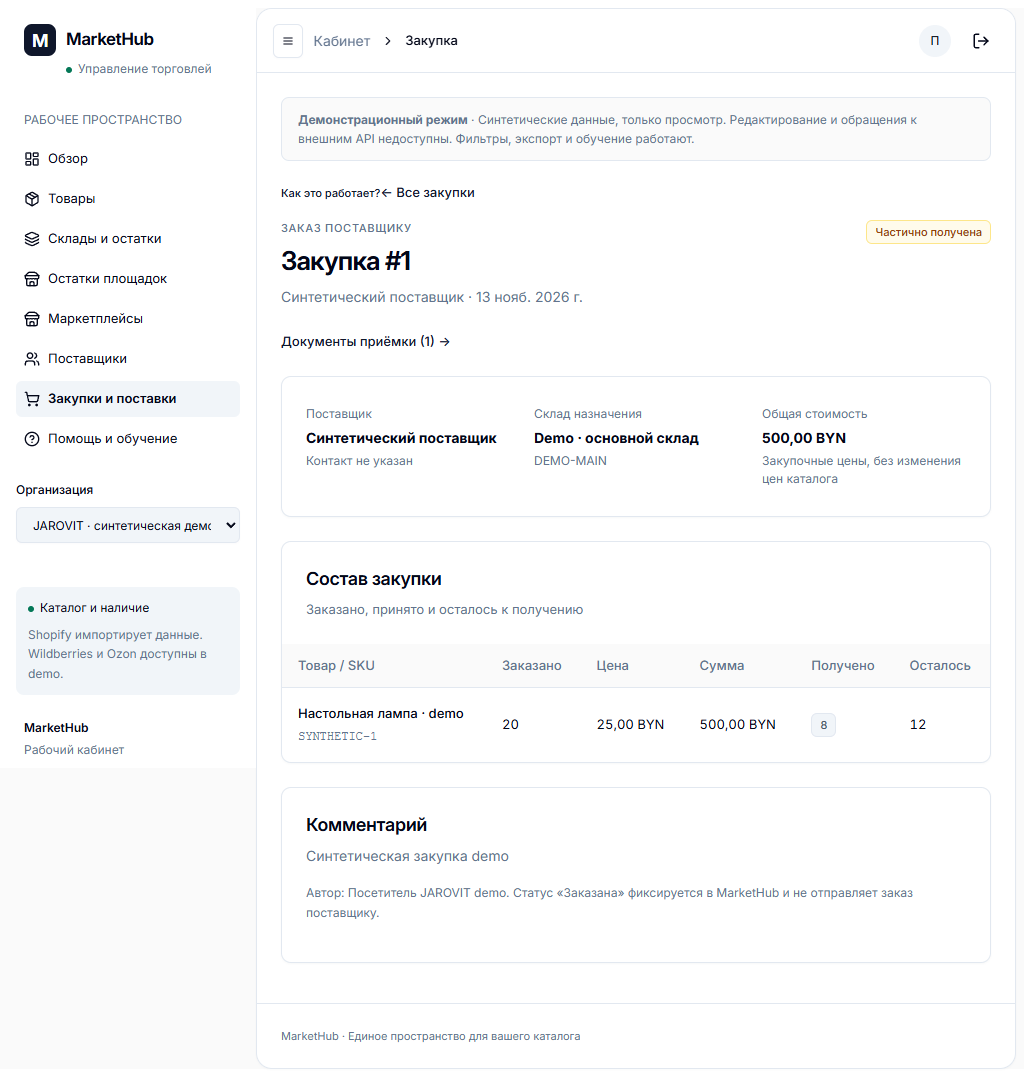 M MarketHub
Управление торговлей
РАБОЧЕЕ ПРОСТРАНСТВО
Обзор
Товары
Склады и остатки
Остатки площадок
Маркетплейсы
Поставщики
Закупки и поставки
Помощь и обучение
Организация
JAROVIT · синтетическая демо
Каталог и наличие
Shopify импортирует данные.
Wildberries и Ozon доступны в
demo.
MarketHub
Рабочий кабинет
Кабинет > Закупка
П
Демонстрационный режим · Синтетические данные, только просмотр. Редактирование и обращения к
внешним API недоступны. Фильтры, экспорт и обучение работают.
Как это работает?← Все закупки
ЗАКАЗ ПОСТАВЩИКУ
Частично получена
Закупка #1
Синтетический поставщик · 13 нояб. 2026 г.
Документы приёмки (1) →
Поставщик
Синтетический поставщик
Контакт не указан
Склад назначения
Demo · основной склад
DEMO-MAIN
Общая стоимость
500,00 BYN
Закупочные цены, без изменения
цен каталога
Состав закупки
Заказано, принято и осталось к получению
Товар / SKU Заказано Цена Сумма Получено Осталось
Настольная лампа · demo
SYNTHETIC-1
20 25,00 BYN 500,00 BYN 8 12
Комментарий
Синтетическая закупка demo
Автор: Посетитель JAROVIT demo. Статус «Заказана» фиксируется в MarketHub и не отправляет заказ
поставщику.
MarketHub · Единое пространство для вашего каталога